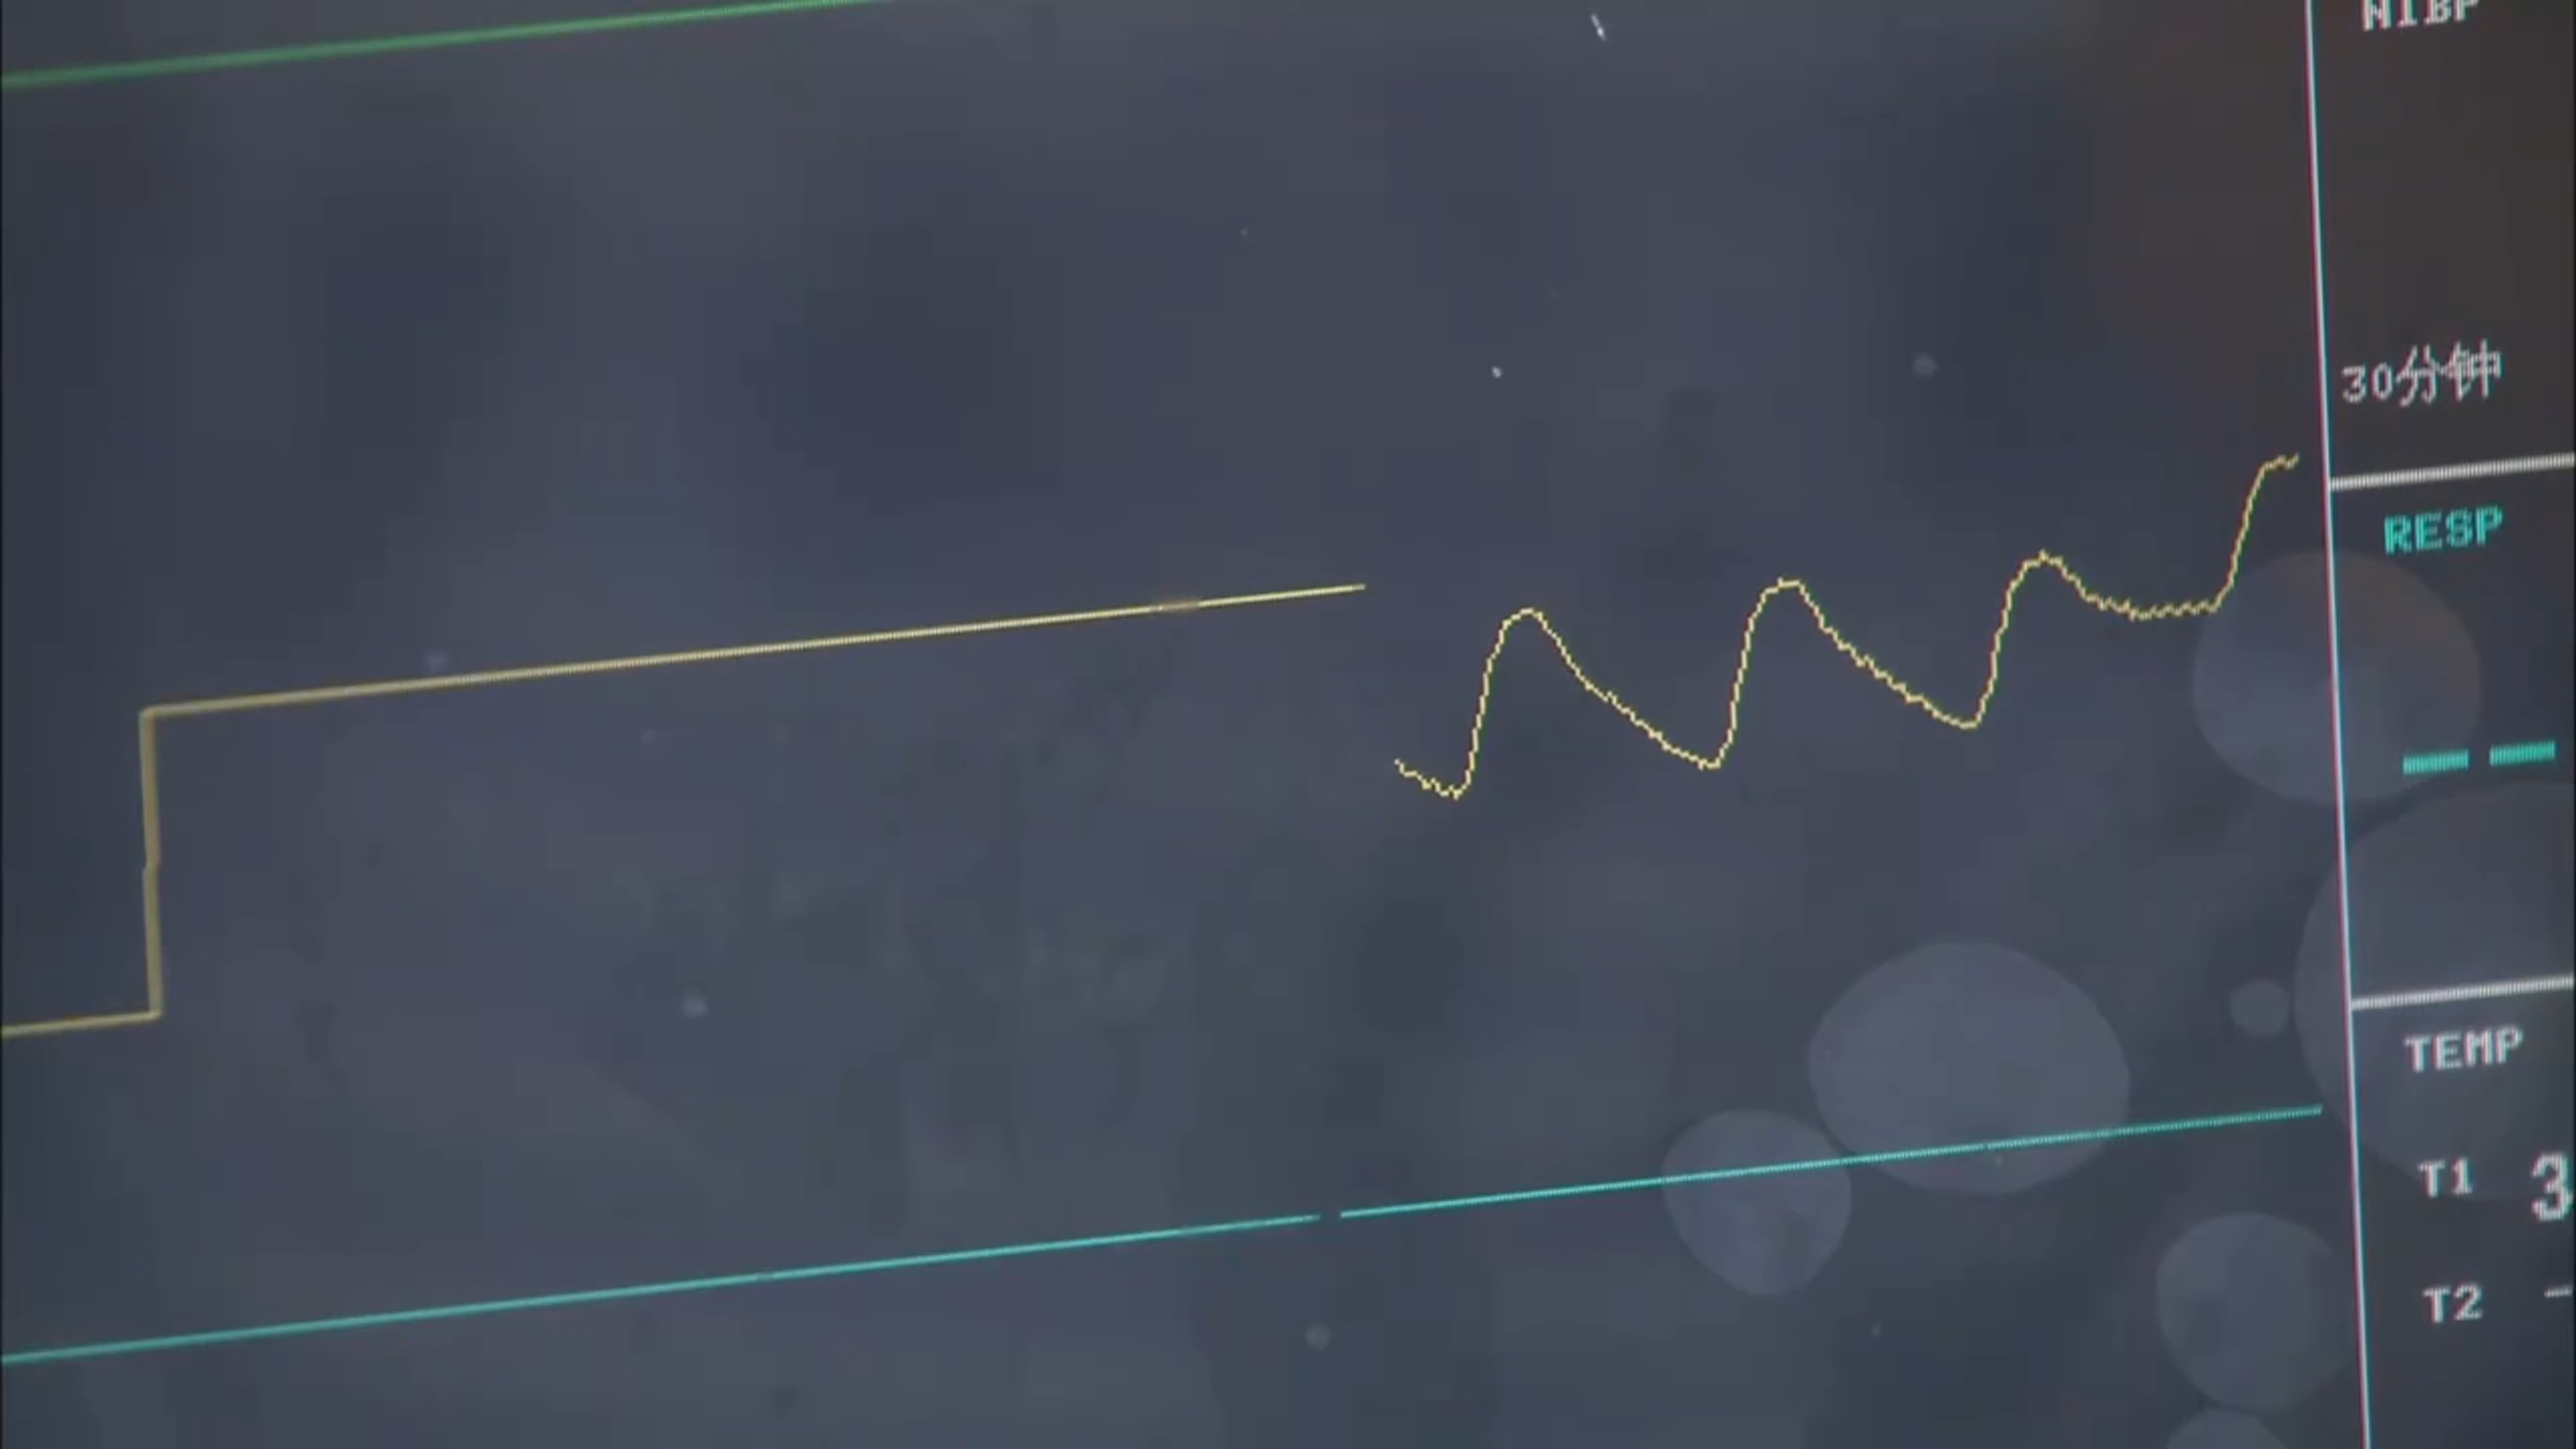 NIBP
30分钟
RESP
-- --
TEMP
T1 3
T2 -